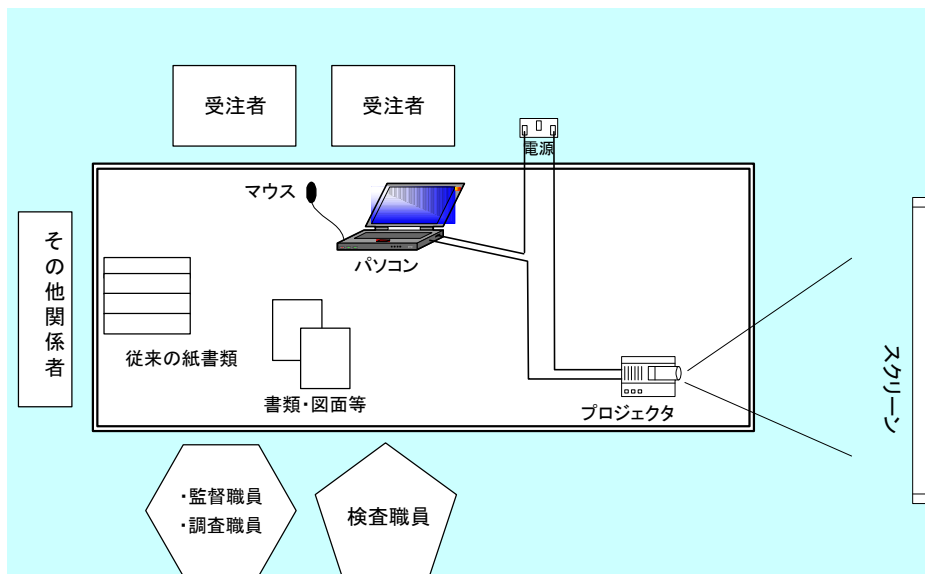 受注者
受注者
電源
マウス
パソコン
その他関係者
従来の紙書類
書類・図面等
プロジェクタ
スクリーン
・監督職員
・調査職員
検査職員